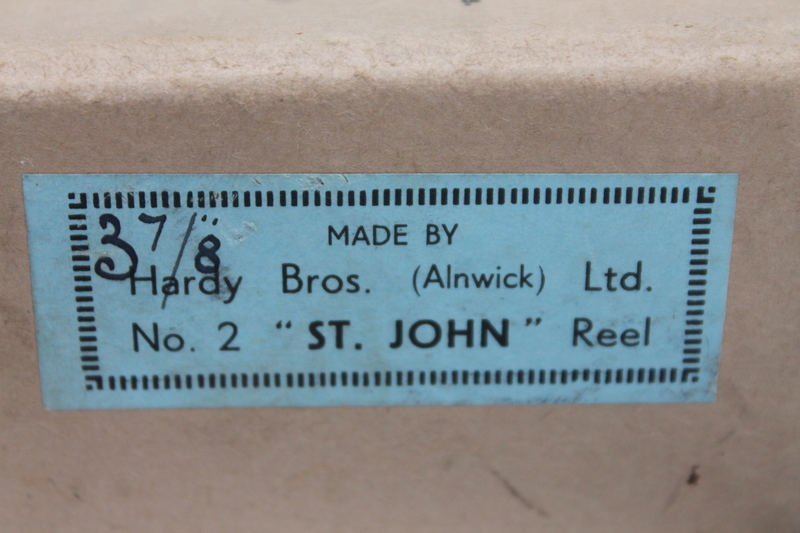 3 7/8"
MADE BY
Hardy Bros. (Alnwick) Ltd.
No. 2 "ST. JOHN" Reel